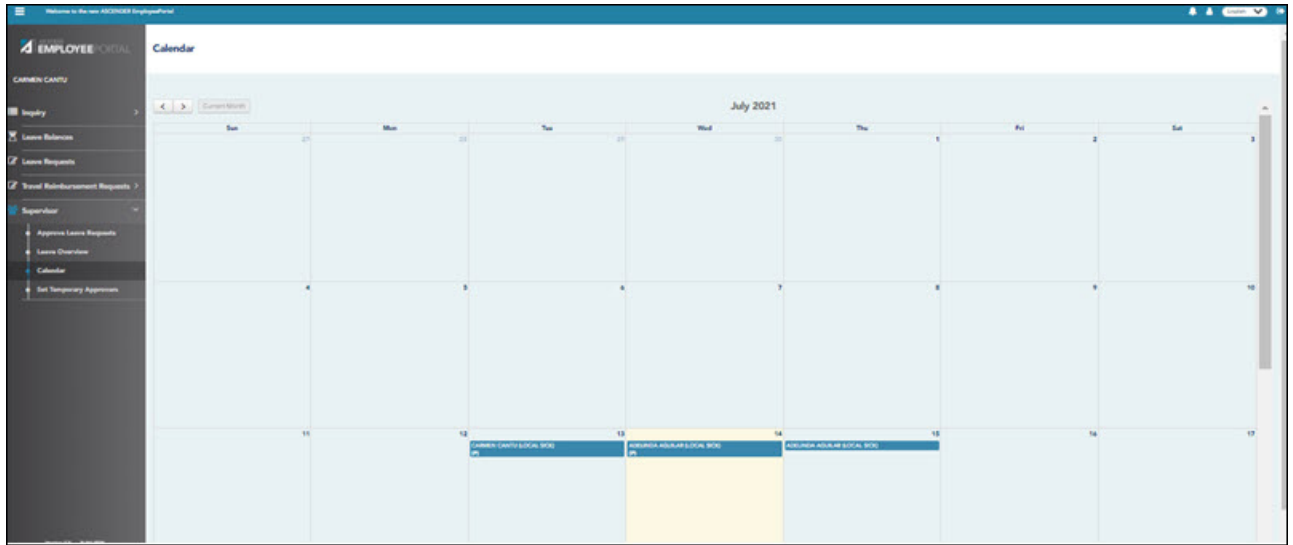 Welcome to the new ASCENDER EmployeePortal
English
EMPLOYEEPORTAL
Calendar
CARMEN CANTU
Inquiry
Current Month
July 2021
Sun Mon Tue Wed Thu Fri Sat
27 28 29 30 1 2 3
Leave Balances
Leave Requests
Travel Reimbursement Requests
Supervisor
Approve Leave Requests
Leave Overview
Calendar
Set Temporary Approvers
4 5 6 7 8 9 10
11 12 13 14 15 16 17
CARMEN CANTU (LOCAL SICK) ADELINDA AGUILAR (LOCAL SICK) ADELINDA AGUILAR (LOCAL SICK)
(P) (P)